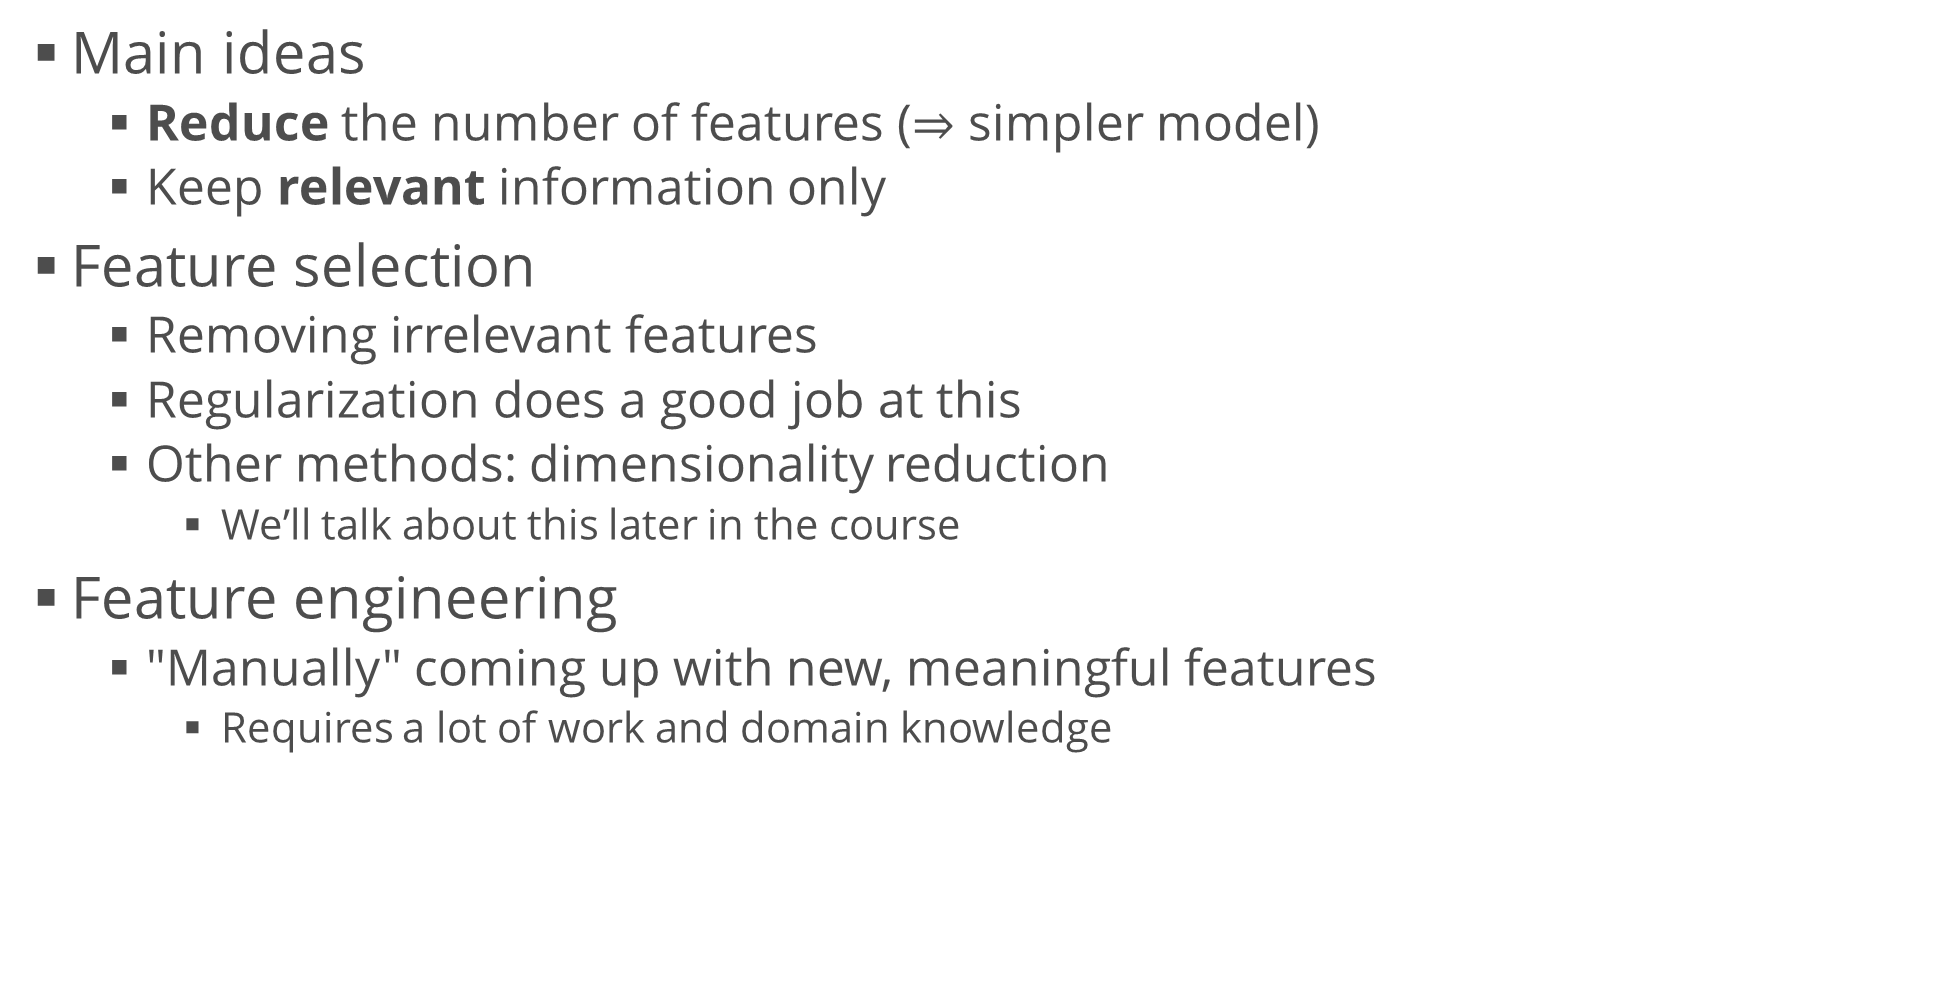 ▪ Main ideas
▪ Reduce the number of features (⇒ simpler model)
▪ Keep relevant information only
▪ Feature selection
▪ Removing irrelevant features
▪ Regularization does a good job at this
▪ Other methods: dimensionality reduction
▪ We’ll talk about this later in the course
▪ Feature engineering
▪ "Manually" coming up with new, meaningful features
▪ Requires a lot of work and domain knowledge